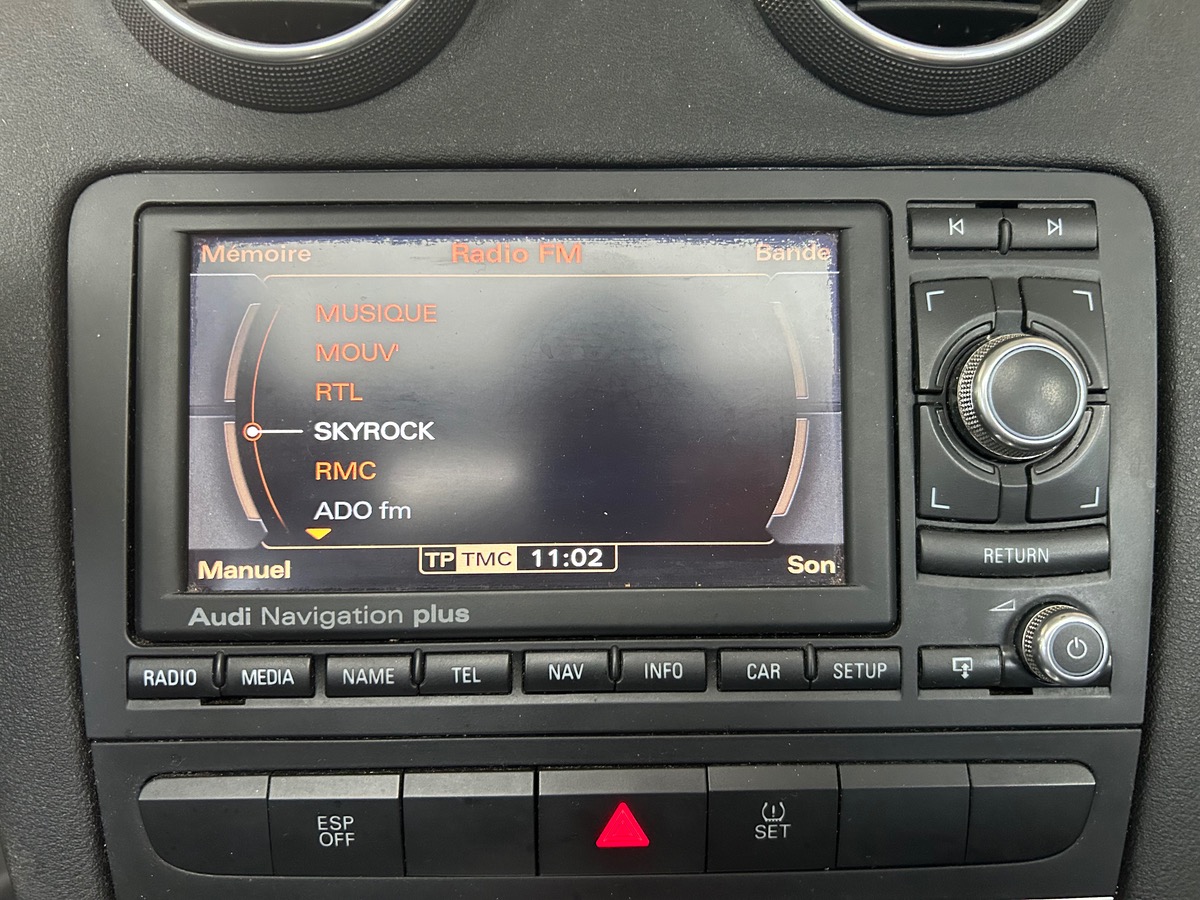 Mémoire Radio FM Bande
MUSIQUE
MOUV'
RTL
SKYROCK
RMC
ADO fm
Manuel TP TMC 11:02 Son
Audi Navigation plus
RETURN
RADIO MEDIA NAME TEL NAV INFO CAR SETUP
ESP
OFF
SET